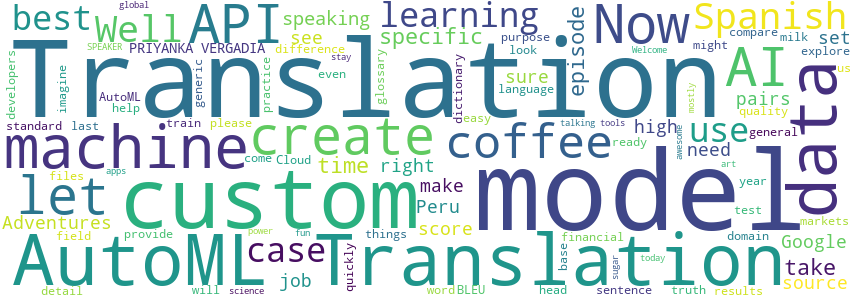 global
best Well API speaking learning Now Spanish
SPEAKER PRIYANKA VERGADIA specific episode compare milk set
developers see difference purpose look might explore
Translation
imagine AutoML generic stay even practice glossary sure dictionary language AI us
help easy pairs quality
standard last train please create coffee high mostly use general data
machine come Cloud time right talking tools ready awesome need
let files apps custom make Peru model art year test markets
Adventures provide power things score financial domain Google
field AutoML Translation case fun job quickly base sugar today take
detail will science word BLEU head sentence truth results source